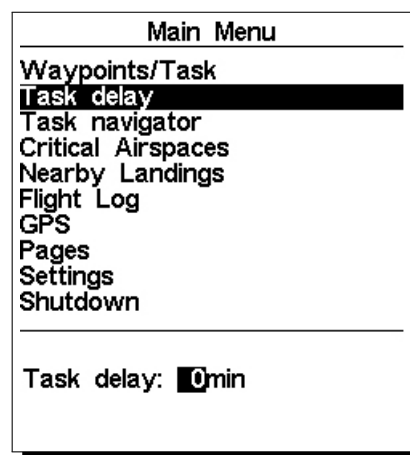 Main Menu
Waypoints/Task
Task delay
Task navigator
Critical Airspaces
Nearby Landings
Flight Log
GPS
Pages
Settings
Shutdown
Task delay: 0min